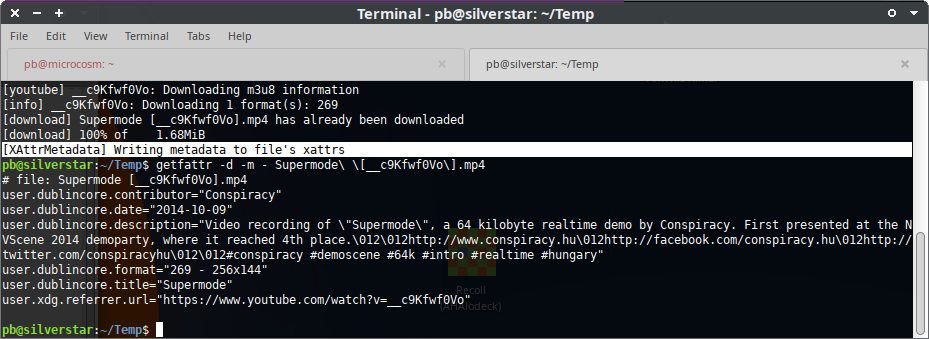 Terminal - pb@silverstar: ~/Temp
File Edit View Terminal Tabs Help
pb@microcosm: ~
pb@silverstar: ~/Temp
[youtube] __c9Kfwf0Vo: Downloading m3u8 information
[info] __c9Kfwf0Vo: Downloading 1 format(s): 269
[download] Supermode [__c9Kfwf0Vo].mp4 has already been downloaded
[download] 100% of    1.68MiB
[XAttrMetadata] Writing metadata to file's xattrs
pb@silverstar:~/Temp$ getfattr -d -m - Supermode\ \[__c9Kfwf0Vo\].mp4
# file: Supermode [__c9Kfwf0Vo].mp4
user.dublincore.contributor="Conspiracy"
user.dublincore.date="2014-10-09"
user.dublincore.description="Video recording of \"Supermode\", a 64 kilobyte realtime demo by Conspiracy. First presented at the N
VScene 2014 demoparty, where it reached 4th place.\012\012http://www.conspiracy.hu\012http://facebook.com/conspiracy.hu\012http://
twitter.com/conspiracyhu\012\012#conspiracy #demoscene #64k #intro #realtime #hungary"
user.dublincore.format="269 - 256x144"
user.dublincore.title="Supermode"
user.xdg.referrer.url="https://www.youtube.com/watch?v=__c9Kfwf0Vo"
Recoll
pb@silverstar:~/Temp$